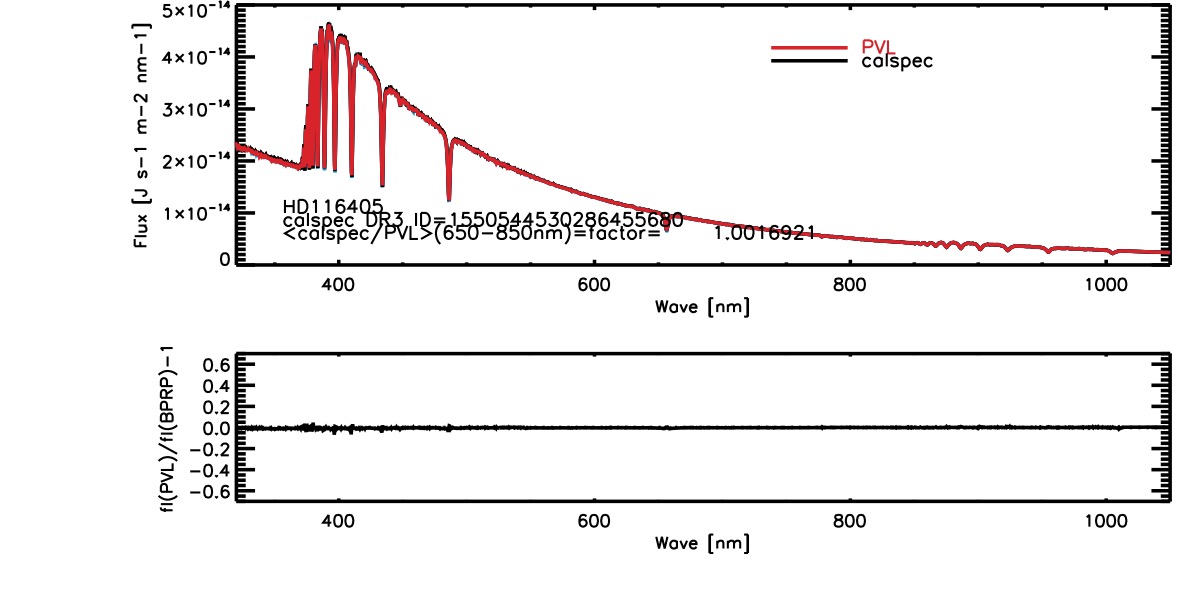 5×10−14
4×10−14
3×10−14
2×10−14
1×10−14
0
Flux [J s−1 m−2 nm−1]
PVL
calspec
HD116405
calspec DR3 ID=1550544530286455680
<calspec/PVL>(650−850nm)=factor= 1.0016921
400 600 800 1000
Wave [nm]
0.6
0.4
0.2
0.0
−0.2
−0.4
−0.6
fl(PVL)/fl(BPRP)−1
400 600 800 1000
Wave [nm]